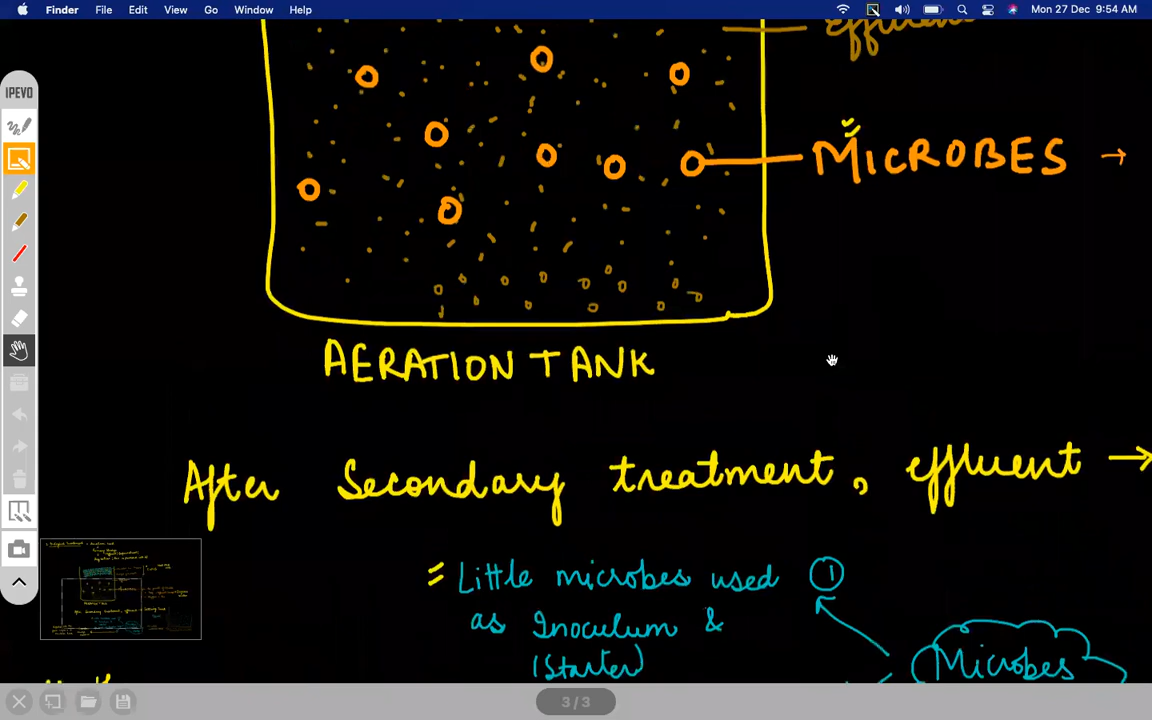 Finder File Edit View Go Window Help Mon 27 Dec 9:54 AM
IPEVO
Effluent
MICROBES →
AERATION TANK
After Secondary treatment, effluent →
= Little microbes used ①
as Inoculum &
(Starter)
Microbes
3 / 3